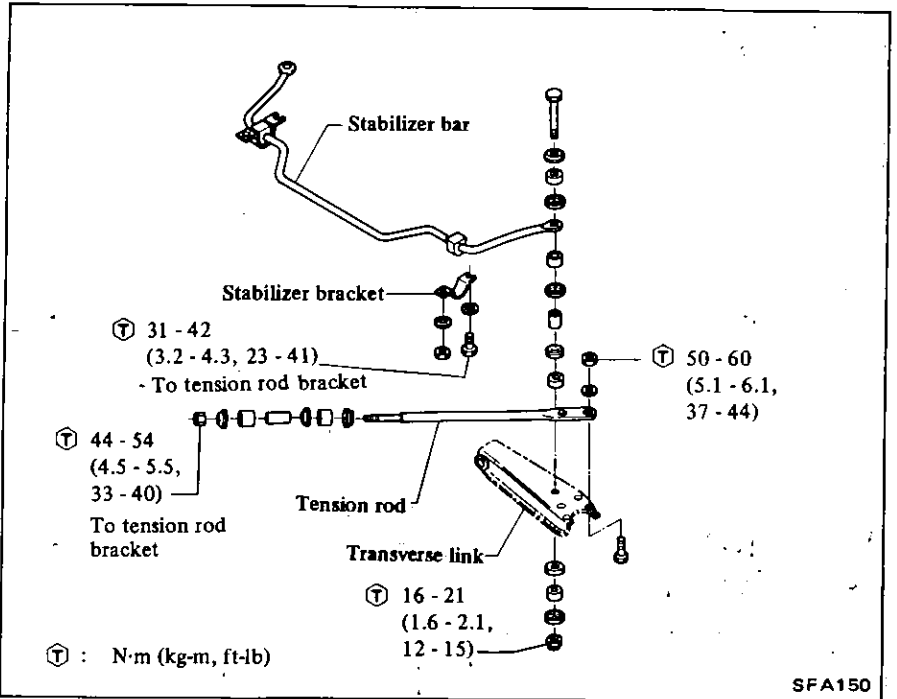 Stabilizer bar
Stabilizer bracket
Ⓣ 31 - 42
(3.2 - 4.3, 23 - 41)
- To tension rod bracket
Ⓣ 50 - 60
(5.1 - 6.1,
37 - 44)
Ⓣ 44 - 54
(4.5 - 5.5,
33 - 40)
To tension rod
bracket
Tension rod
Transverse link
Ⓣ 16 - 21
(1.6 - 2.1,
12 - 15)
Ⓣ : N·m (kg-m, ft-lb)
SFA150